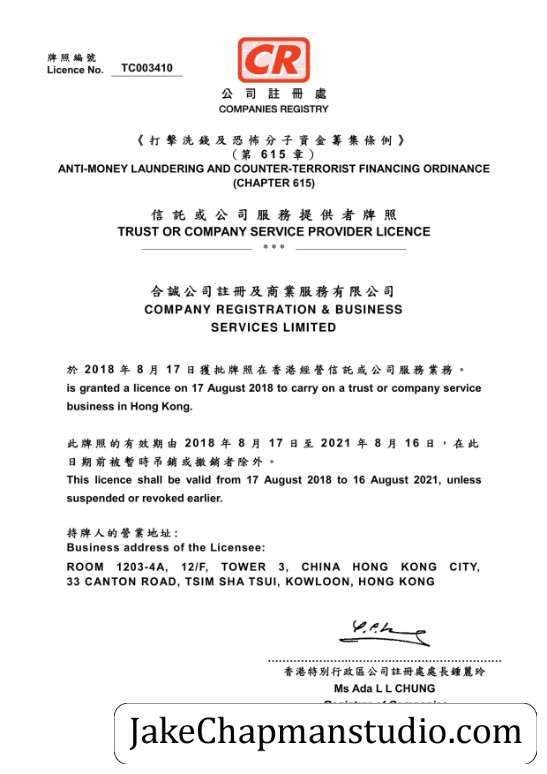 牌照編號
Licence No. TC003410
CR
公司註冊處
COMPANIES REGISTRY
《打擊洗錢及恐怖分子資金籌集條例》
(第 615 章)
ANTI-MONEY LAUNDERING AND COUNTER-TERRORIST FINANCING ORDINANCE
(CHAPTER 615)
信託或公司服務提供者牌照
TRUST OR COMPANY SERVICE PROVIDER LICENCE
合誠公司註冊及商業服務有限公司
COMPANY REGISTRATION & BUSINESS
SERVICES LIMITED
於 2018 年 8 月 17 日獲批牌照在香港經營信託或公司服務業務。
is granted a licence on 17 August 2018 to carry on a trust or company service
business in Hong Kong.
此牌照的有效期由 2018 年 8 月 17 日至 2021 年 8 月 16 日，在此
日期前被暫時吊銷或撤銷者除外。
This licence shall be valid from 17 August 2018 to 16 August 2021, unless
suspended or revoked earlier.
持牌人的營業地址:
Business address of the Licensee:
ROOM 1203-4A, 12/F, TOWER 3, CHINA HONG KONG CITY,
33 CANTON ROAD, TSIM SHA TSUI, KOWLOON, HONG KONG
香港特別行政區公司註冊處處長鍾麗玲
Ms Ada L L CHUNG
JakeChapmanstudio.com